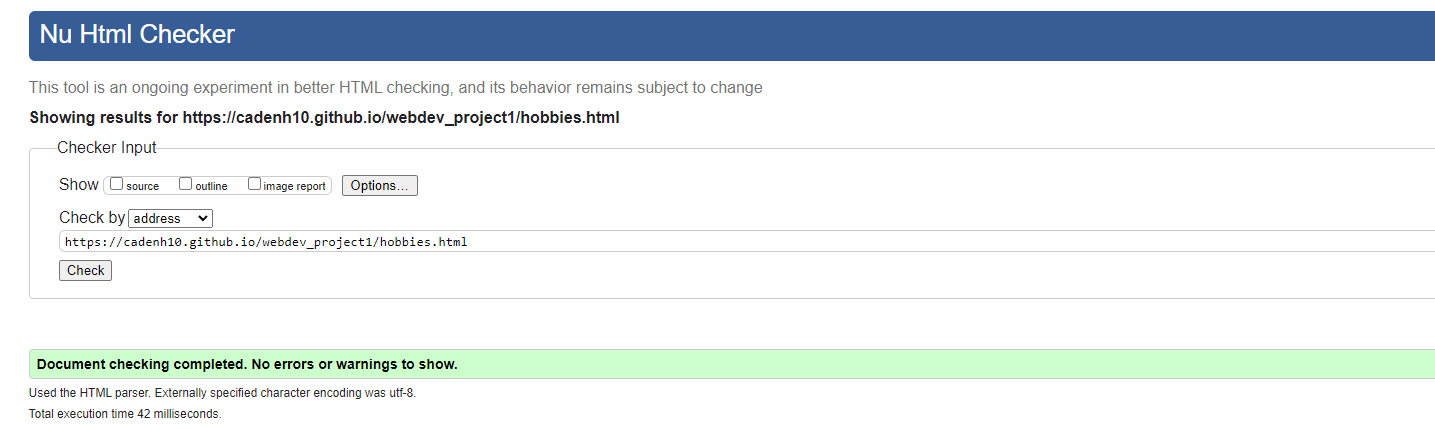 Nu Html Checker
This tool is an ongoing experiment in better HTML checking, and its behavior remains subject to change
Showing results for https://cadenh10.github.io/webdev_project1/hobbies.html
Checker Input
Show source outline image report Options...
Check by address
https://cadenh10.github.io/webdev_project1/hobbies.html
Check
Document checking completed. No errors or warnings to show.
Used the HTML parser. Externally specified character encoding was utf-8.
Total execution time 42 milliseconds.